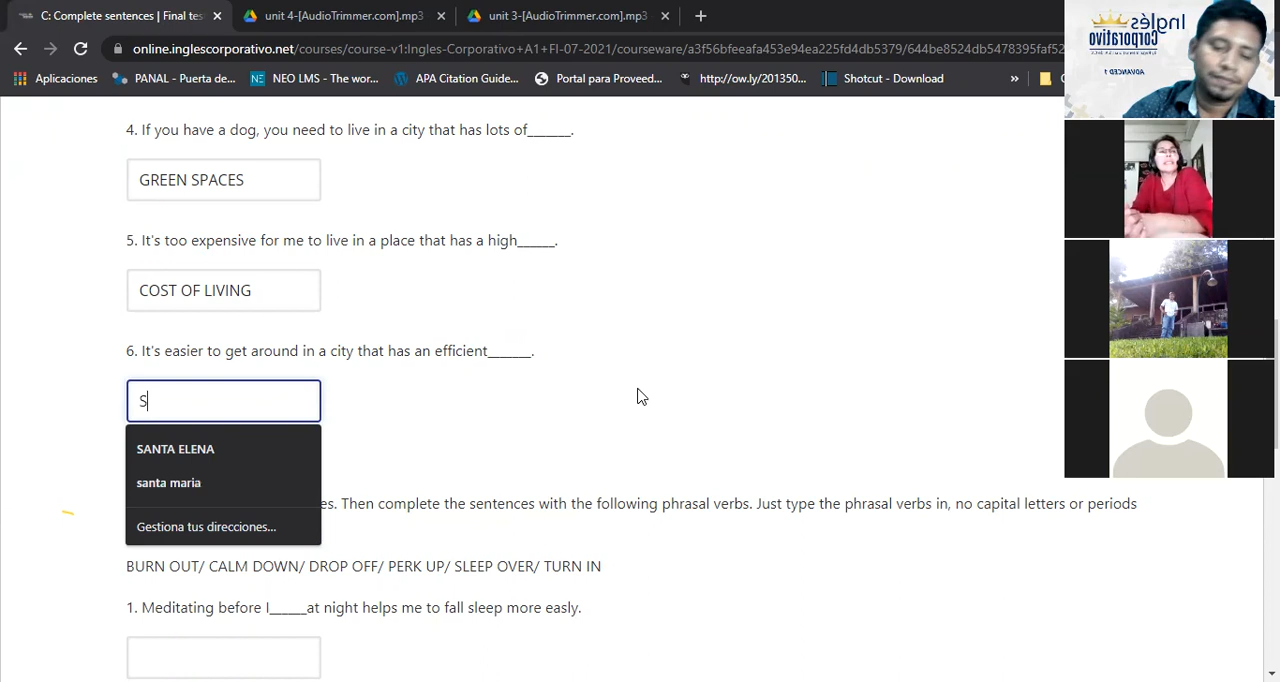 C: Complete sentences | Final tes
unit 4-[AudioTrimmer.com].mp3
unit 3-[AudioTrimmer.com].mp3
online.inglescorporativo.net/courses/course-v1:Ingles-Corporativo+A1+FI-07-2021/courseware/a3f56bfeeafa453e94ea225fd4db5379/644be8524db5478395faf52
Aplicaciones
PANAL - Puerta de...
NEO LMS - The wor...
APA Citation Guide...
Portal para Proveed...
http://ow.ly/201350...
Shotcut - Download
»
Inglés
Corporativo
ADVANCED 1
4. If you have a dog, you need to live in a city that has lots of______.
GREEN SPACES
5. It's too expensive for me to live in a place that has a high_____.
COST OF LIVING
6. It's easier to get around in a city that has an efficient______.
S
SANTA ELENA
santa maria
Gestiona tus direcciones...
es. Then complete the sentences with the following phrasal verbs. Just type the phrasal verbs in, no capital letters or periods
BURN OUT/ CALM DOWN/ DROP OFF/ PERK UP/ SLEEP OVER/ TURN IN
1. Meditating before I_____at night helps me to fall sleep more easily.